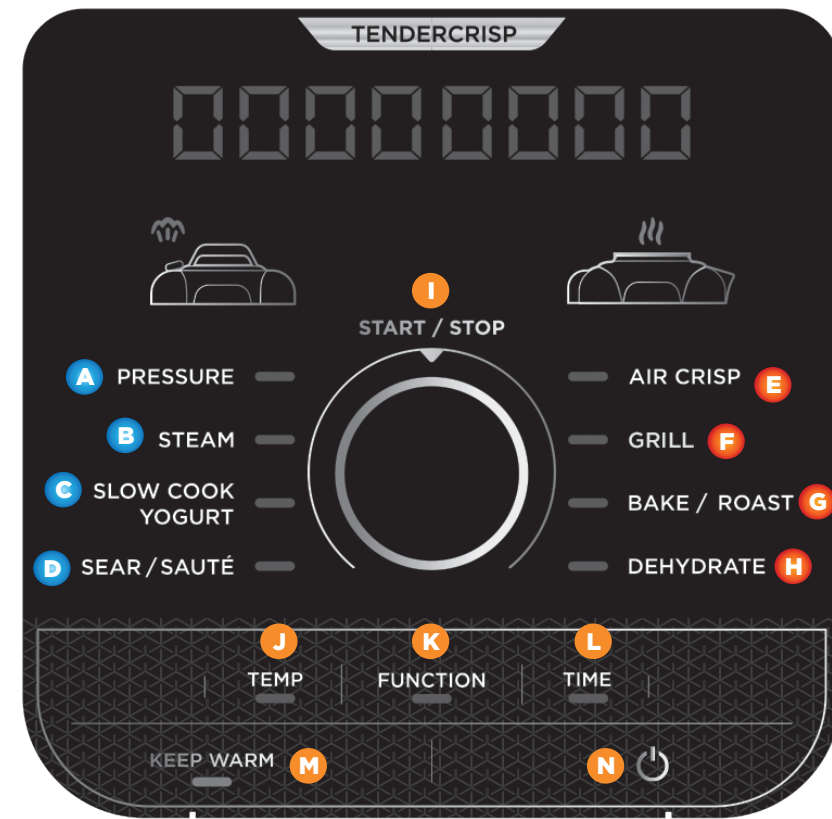 TENDERCRISP
00000000
I
START / STOP
A PRESSURE
AIR CRISP E
B STEAM
GRILL F
C SLOW COOK
YOGURT
BAKE / ROAST G
D SEAR / SAUTÉ
DEHYDRATE H
J K L
TEMP FUNCTION TIME
KEEP WARM M
N